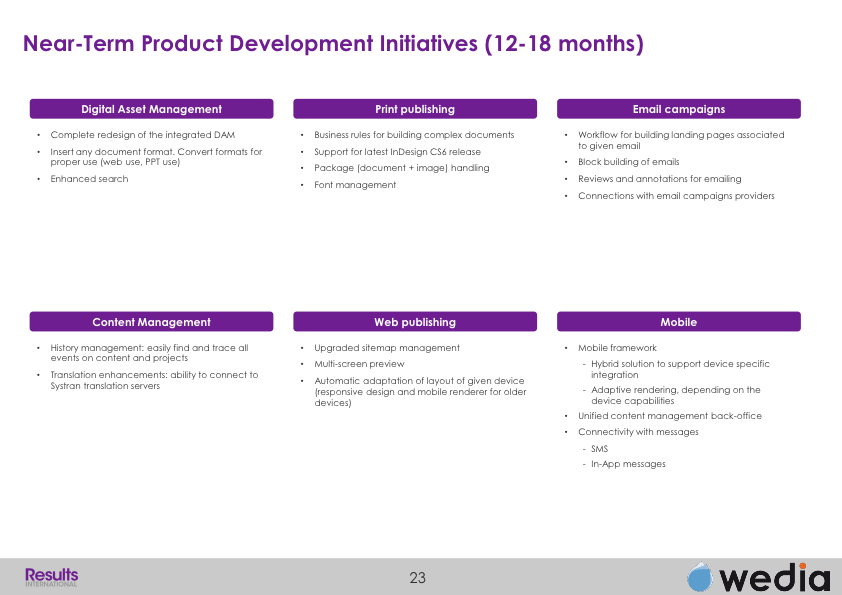 Near-Term Product Development Initiatives (12-18 months)
Digital Asset Management
• Complete redesign of the integrated DAM
• Insert any document format. Convert formats for
proper use (web use, PPT use)
• Enhanced search
Print publishing
• Business rules for building complex documents
• Support for latest InDesign CS6 release
• Package (document + image) handling
• Font management
Email campaigns
• Workflow for building landing pages associated
to given email
• Block building of emails
• Reviews and annotations for emailing
• Connections with email campaigns providers
Content Management
• History management: easily find and trace all
events on content and projects
• Translation enhancements: ability to connect to
Systran translation servers
Web publishing
• Upgraded sitemap management
• Multi-screen preview
• Automatic adaptation of layout of given device
(responsive design and mobile renderer for older
devices)
Mobile
• Mobile framework
- Hybrid solution to support device specific
integration
- Adaptive rendering, depending on the
device capabilities
• Unified content management back-office
• Connectivity with messages
- SMS
- In-App messages
Results
INTERNATIONAL
23
wedia